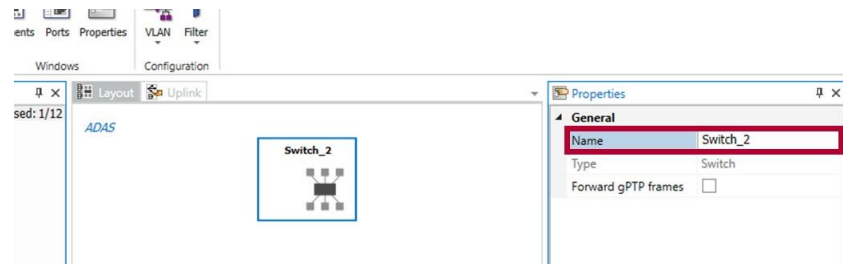 Ports Properties VLAN Filter
Windows Configuration
Layout Uplink
Properties
sed: 1/12
ADAS
General
Switch_2
Name Switch_2
Type Switch
Forward gPTP frames